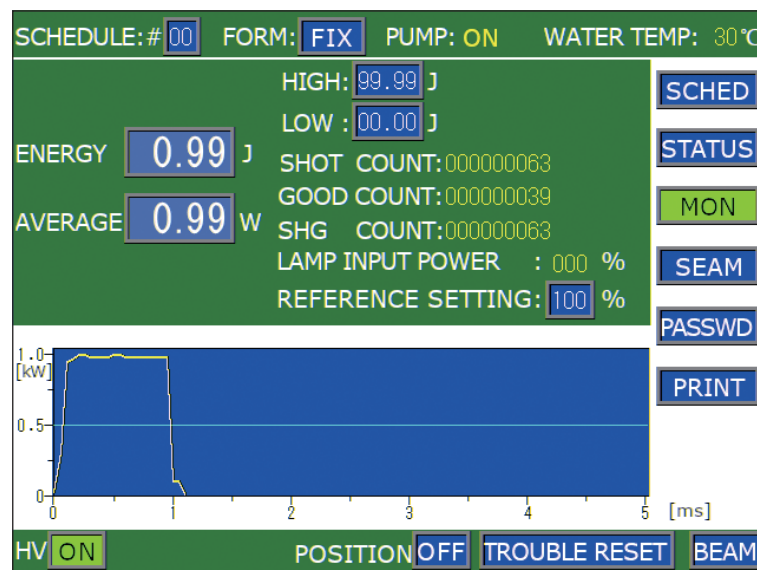 SCHEDULE:# 00 FORM: FIX PUMP: ON WATER TEMP: 30℃
HIGH: 99.99 J
LOW : 00.00 J
ENERGY 0.99 J
SHOT COUNT:000000063
GOOD COUNT:000000039
AVERAGE 0.99 W
SHG COUNT:000000063
LAMP INPUT POWER : 000 %
REFERENCE SETTING: 100 %
SCHED
STATUS
MON
SEAM
PASSWD
PRINT
1.0
[kW]
0.5
0
0 1 2 3 4 5 [ms]
HV ON POSITION OFF TROUBLE RESET BEAM